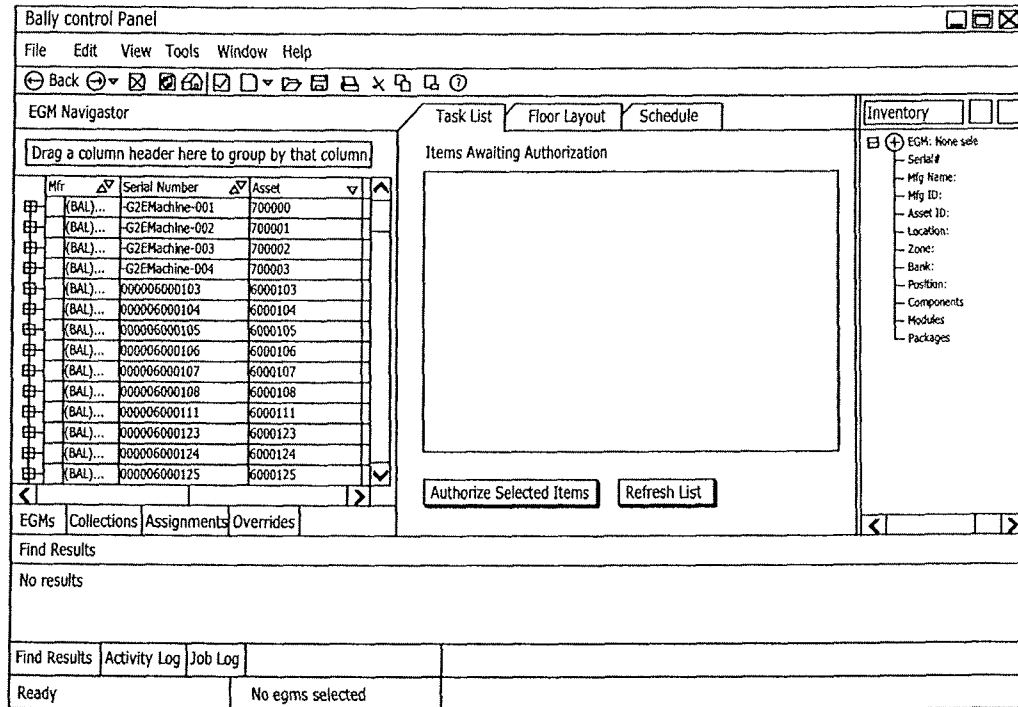 Bally control Panel
File Edit View Tools Window Help
Back
EGM Navigastor
Drag a column header here to group by that column.
Mfr Serial Number Asset
(BAL)... -G2EMachine-001 700000
(BAL)... -G2EMachine-002 700001
(BAL)... -G2EMachine-003 700002
(BAL)... -G2EMachine-004 700003
(BAL)... 000006000103 6000103
(BAL)... 000006000104 6000104
(BAL)... 000006000105 6000105
(BAL)... 000006000106 6000106
(BAL)... 000006000107 6000107
(BAL)... 000006000108 6000108
(BAL)... 000006000111 6000111
(BAL)... 000006000123 6000123
(BAL)... 000006000124 6000124
(BAL)... 000006000125 6000125
EGMs Collections Assignments Overrides
Task List Floor Layout Schedule
Items Awaiting Authorization
Authorize Selected Items Refresh List
Inventory
EGM: None sele
Serial#
Mfg Name:
Mfg ID:
Asset ID:
Location:
Zone:
Bank:
Position:
Components
Modules
Packages
Find Results
No results
Find Results Activity Log Job Log
Ready No egms selected